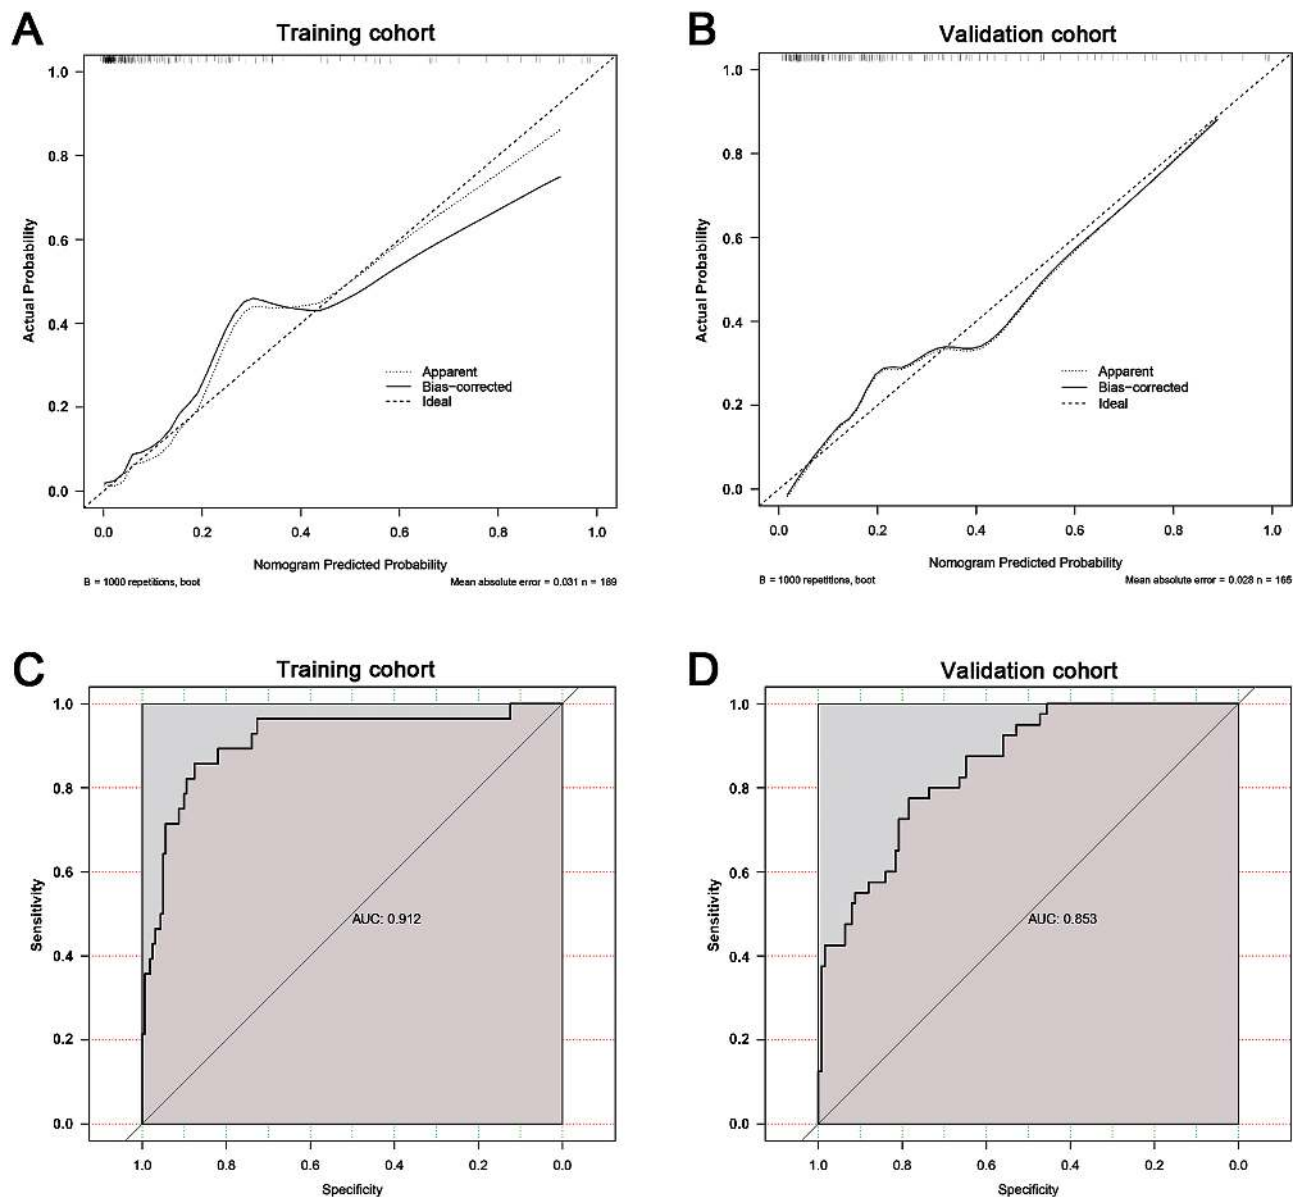 A
Training cohort
1.0
0.8
0.6
0.4
0.2
0.0
Actual Probability
Apparent
Bias-corrected
Ideal
0.0 0.2 0.4 0.6 0.8 1.0
Nomogram Predicted Probability
B = 1000 repetitions, boot
Mean absolute error = 0.031 n = 189
B
Validation cohort
1.0
0.8
0.6
0.4
0.2
0.0
Actual Probability
Apparent
Bias-corrected
Ideal
0.0 0.2 0.4 0.6 0.8 1.0
Nomogram Predicted Probability
B = 1000 repetitions, boot
Mean absolute error = 0.028 n = 165
C
Training cohort
1.0
0.8
0.6
0.4
0.2
0.0
Sensitivity
AUC: 0.912
1.0 0.8 0.6 0.4 0.2 0.0
Specificity
D
Validation cohort
1.0
0.8
0.6
0.4
0.2
0.0
Sensitivity
AUC: 0.853
1.0 0.8 0.6 0.4 0.2 0.0
Specificity